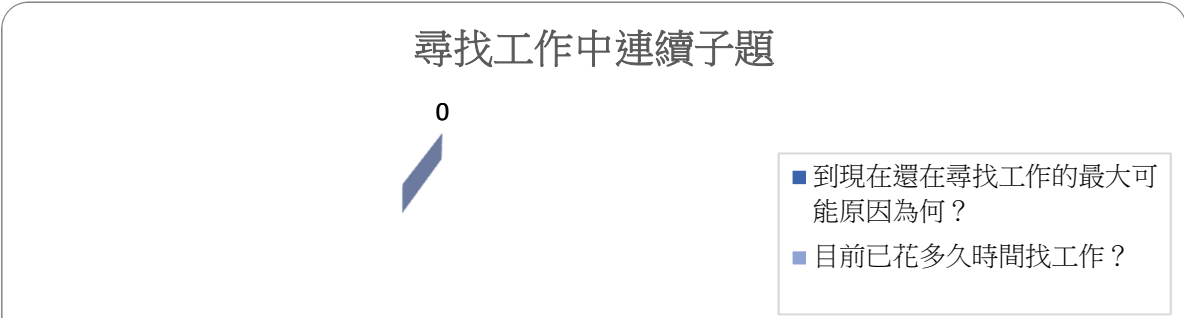 尋找工作中連續子題
0
到現在還在尋找工作的最大可
能原因為何？
目前已花多久時間找工作？